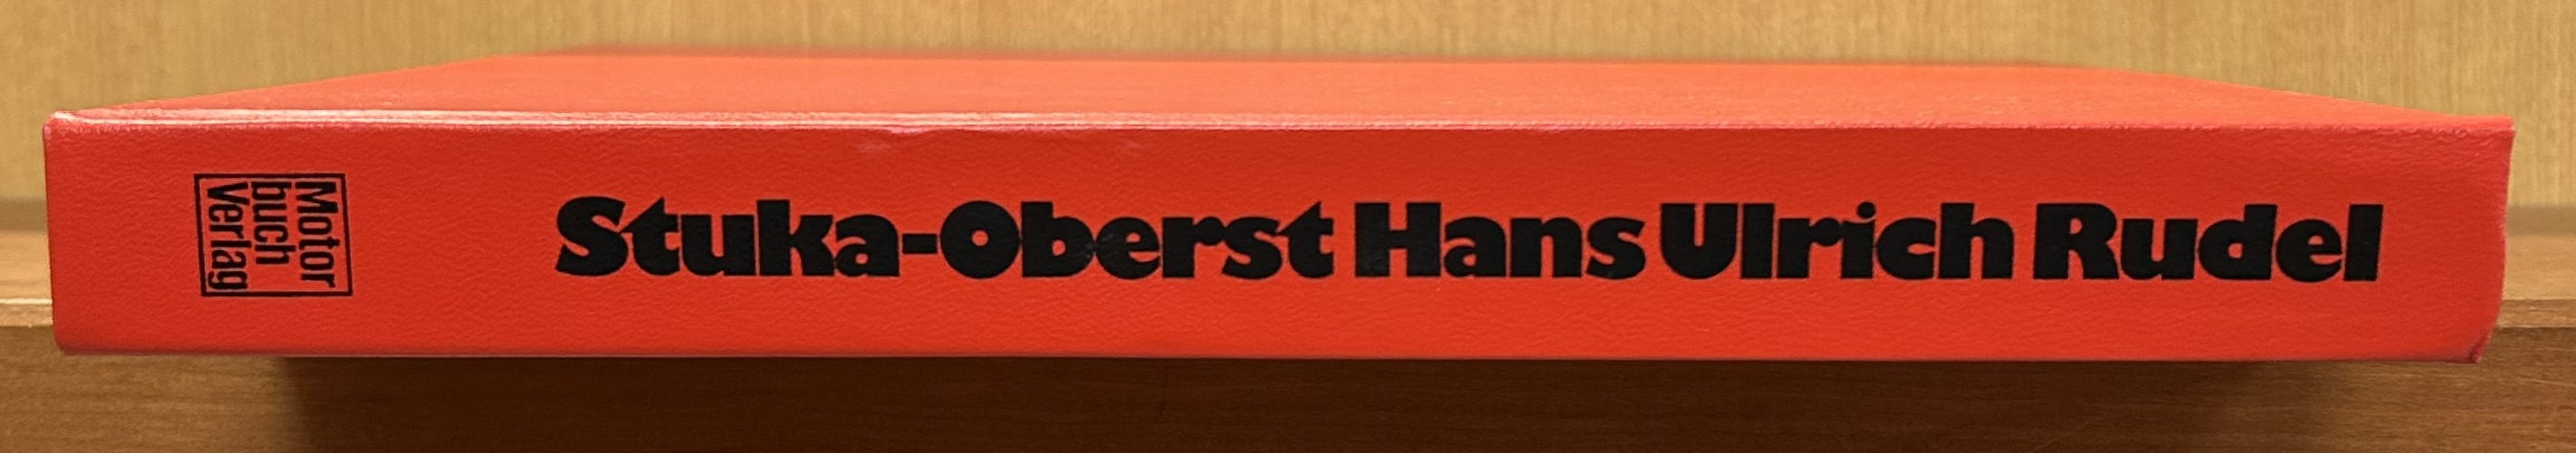 Motor
buch
Verlag
Stuka-Oberst Hans Ulrich Rudel